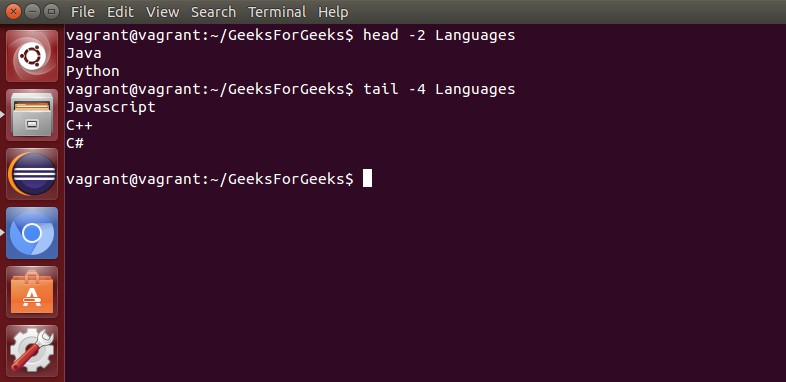 File Edit View Search Terminal Help
vagrant@vagrant:~/GeeksForGeeks$ head -2 Languages
Java
Python
vagrant@vagrant:~/GeeksForGeeks$ tail -4 Languages
Javascript
C++
C#
vagrant@vagrant:~/GeeksForGeeks$